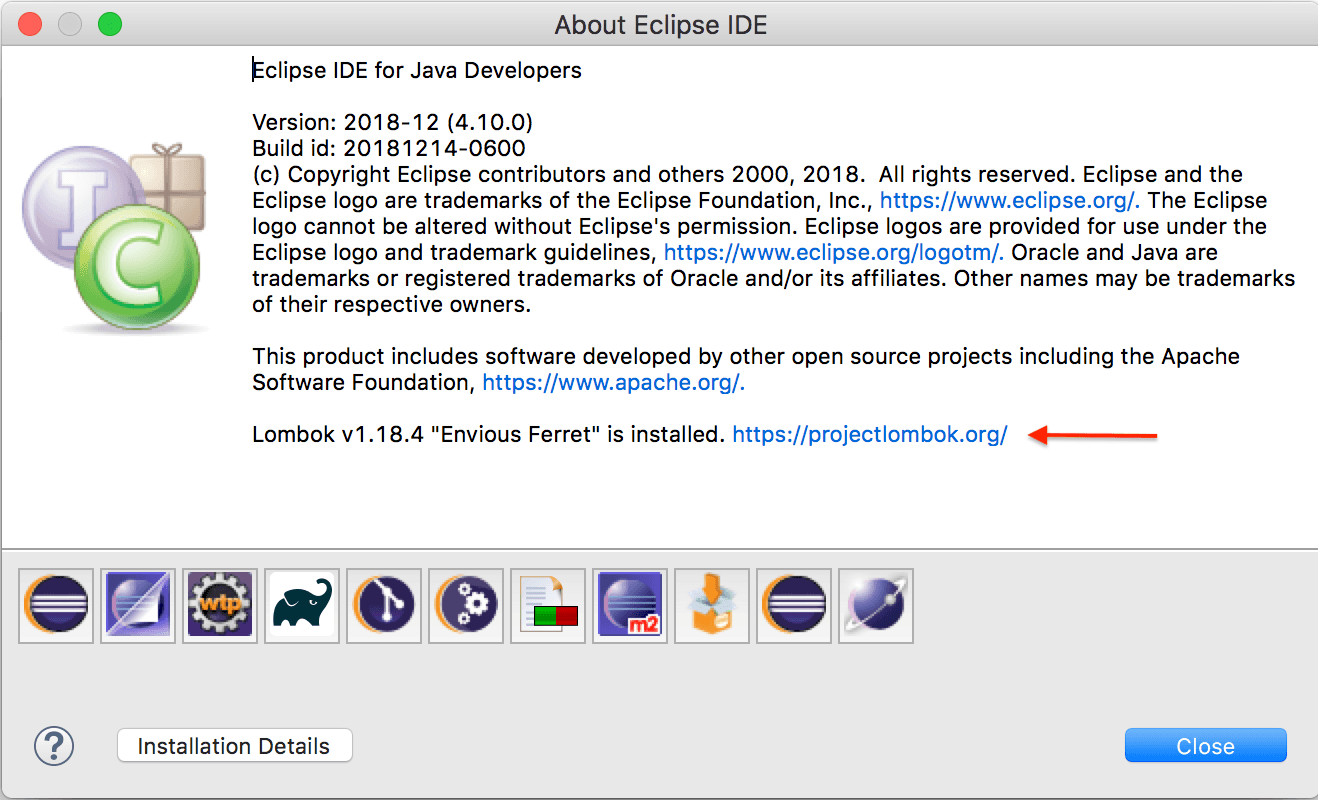 About Eclipse IDE
Eclipse IDE for Java Developers
Version: 2018-12 (4.10.0)
Build id: 20181214-0600
(c) Copyright Eclipse contributors and others 2000, 2018.  All rights reserved. Eclipse and the
Eclipse logo are trademarks of the Eclipse Foundation, Inc., https://www.eclipse.org/. The Eclipse
logo cannot be altered without Eclipse's permission. Eclipse logos are provided for use under the
Eclipse logo and trademark guidelines, https://www.eclipse.org/logotm/. Oracle and Java are
trademarks or registered trademarks of Oracle and/or its affiliates. Other names may be trademarks
of their respective owners.
This product includes software developed by other open source projects including the Apache
Software Foundation, https://www.apache.org/.
Lombok v1.18.4 "Envious Ferret" is installed. https://projectlombok.org/
I
C
wtp
m2
?
Installation Details
Close